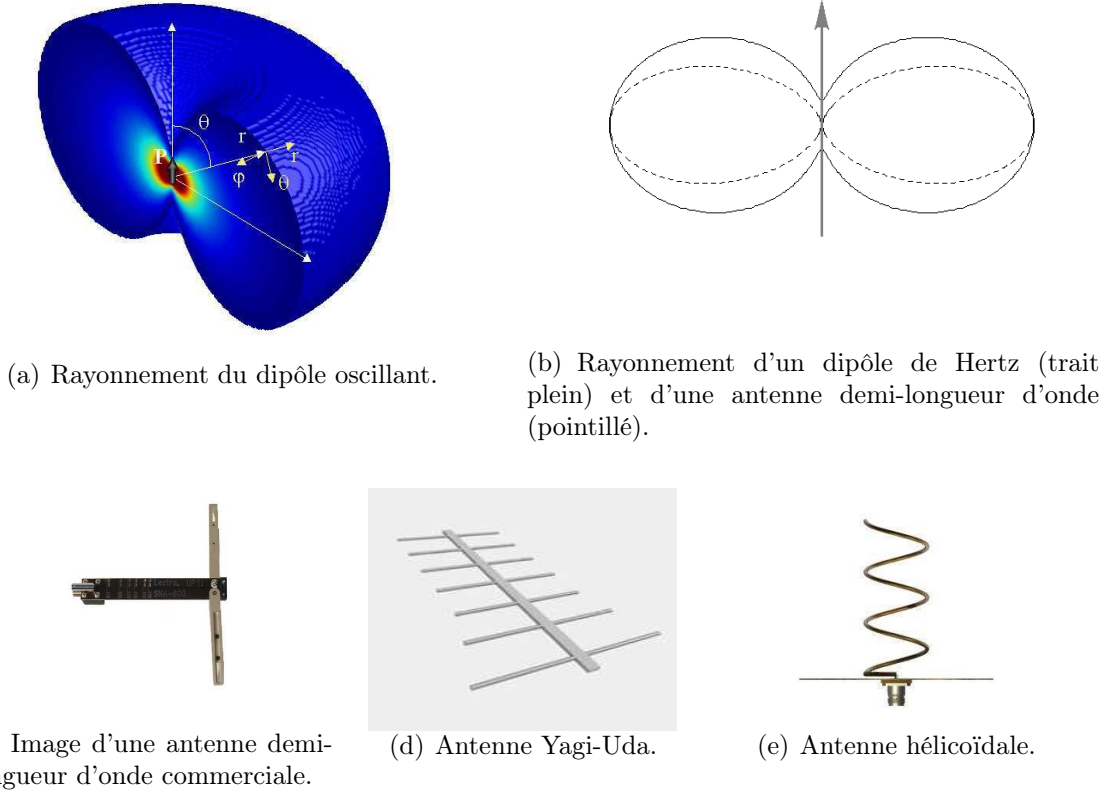 θ
r
P
r
φ
θ
(a) Rayonnement du dipôle oscillant.
(b) Rayonnement d'un dipôle de Hertz (trait
plein) et d'une antenne demi-longueur d'onde
(pointillé).
Image d'une antenne demi-
ngueur d'onde commerciale.
(d) Antenne Yagi-Uda.
(e) Antenne hélicoïdale.